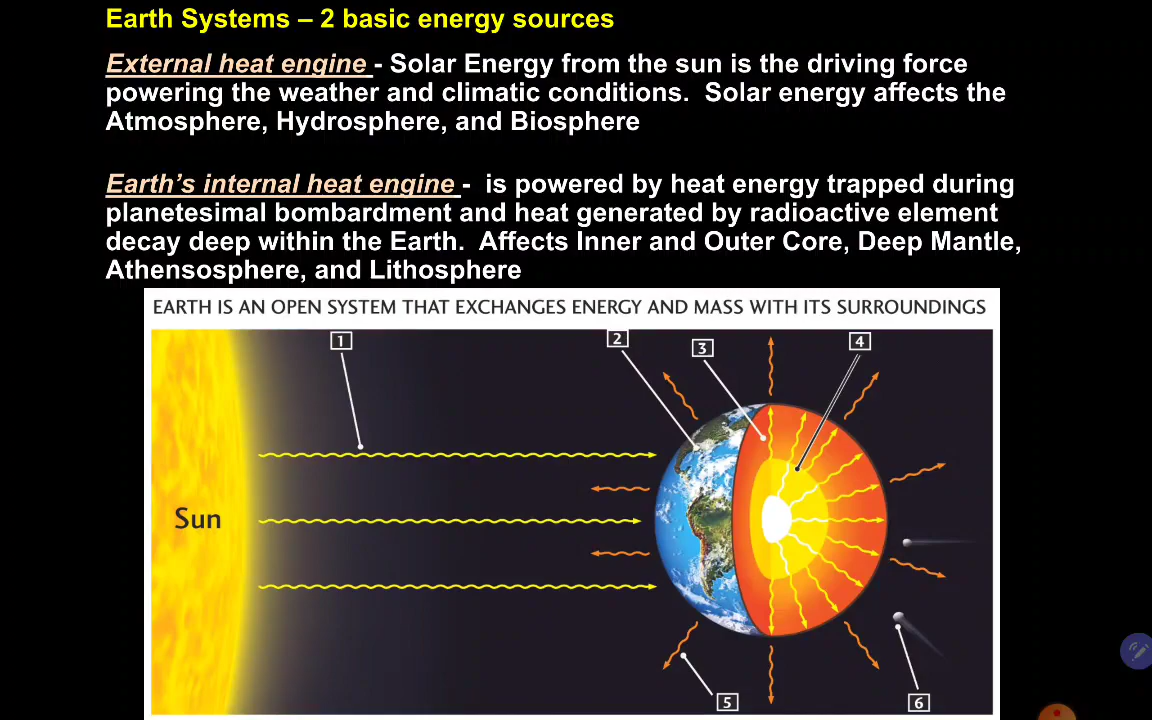 Earth Systems – 2 basic energy sources
External heat engine - Solar Energy from the sun is the driving force
powering the weather and climatic conditions.  Solar energy affects the
Atmosphere, Hydrosphere, and Biosphere
Earth's internal heat engine -  is powered by heat energy trapped during
planetesimal bombardment and heat generated by radioactive element
decay deep within the Earth.  Affects Inner and Outer Core, Deep Mantle,
Athensosphere, and Lithosphere
EARTH IS AN OPEN SYSTEM THAT EXCHANGES ENERGY AND MASS WITH ITS SURROUNDINGS
1
2
3
4
Sun
5
6